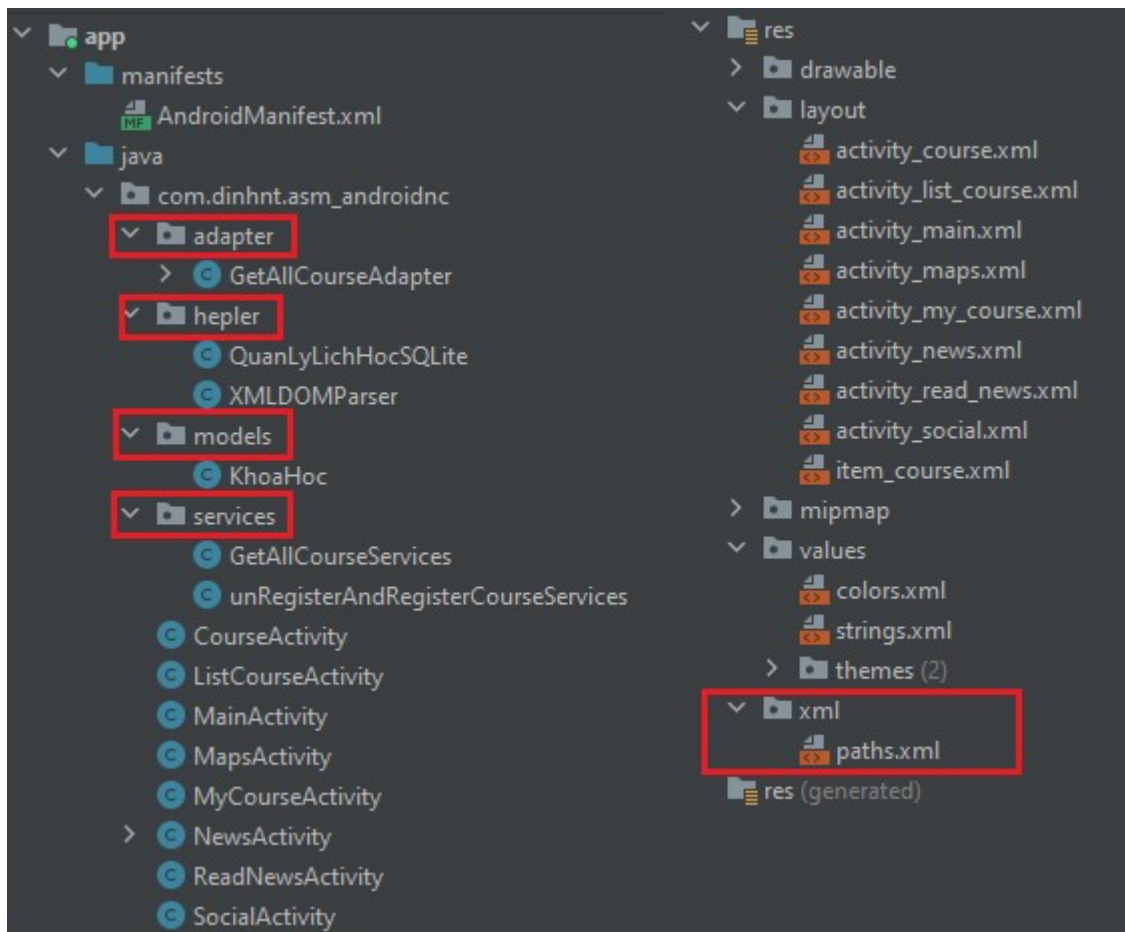 app
manifests
AndroidManifest.xml
java
com.dinhnt.asm_androidnc
adapter
GetAllCourseAdapter
hepler
QuanLyLichHocSQLite
XMLDOMParser
models
KhoaHoc
services
GetAllCourseServices
unRegisterAndRegisterCourseServices
CourseActivity
ListCourseActivity
MainActivity
MapsActivity
MyCourseActivity
NewsActivity
ReadNewsActivity
SocialActivity
res
drawable
layout
activity_course.xml
activity_list_course.xml
activity_main.xml
activity_maps.xml
activity_my_course.xml
activity_news.xml
activity_read_news.xml
activity_social.xml
item_course.xml
mipmap
values
colors.xml
strings.xml
themes (2)
xml
paths.xml
res (generated)